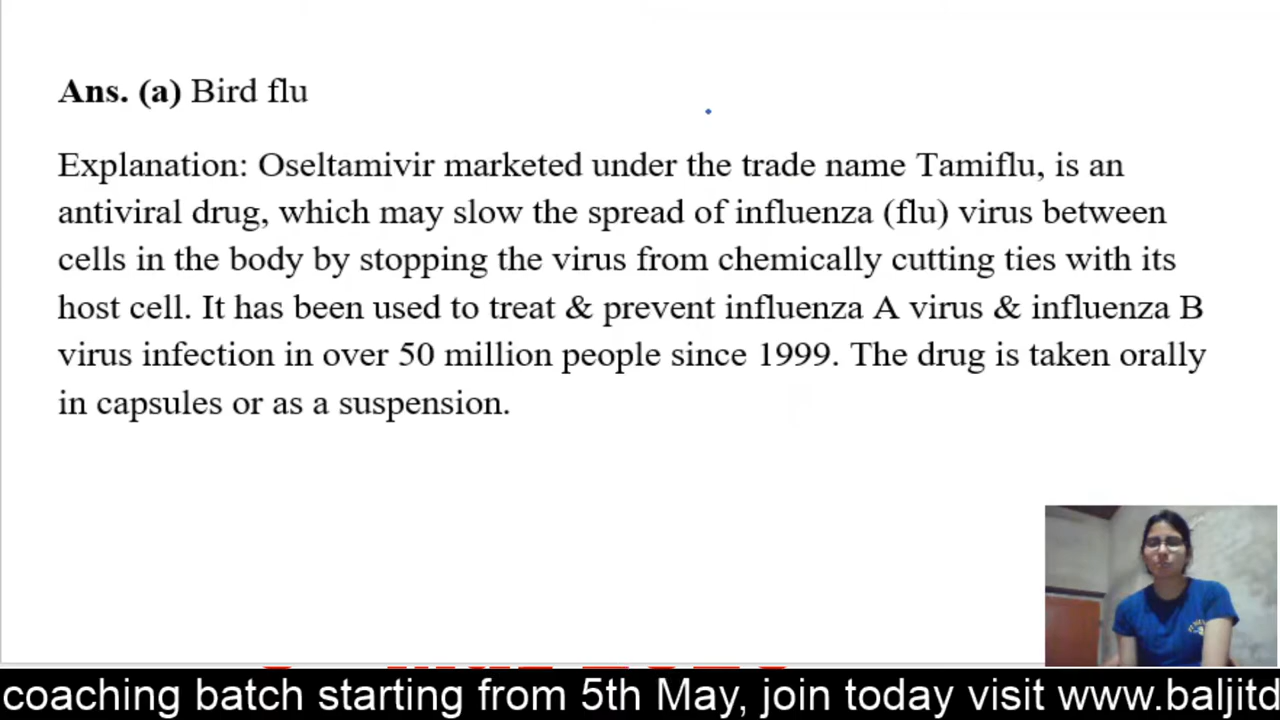 Ans. (a) Bird flu
Explanation: Oseltamivir marketed under the trade name Tamiflu, is an
antiviral drug, which may slow the spread of influenza (flu) virus between
cells in the body by stopping the virus from chemically cutting ties with its
host cell. It has been used to treat & prevent influenza A virus & influenza B
virus infection in over 50 million people since 1999. The drug is taken orally
in capsules or as a suspension.
coaching batch starting from 5th May, join today visit www.baljitd